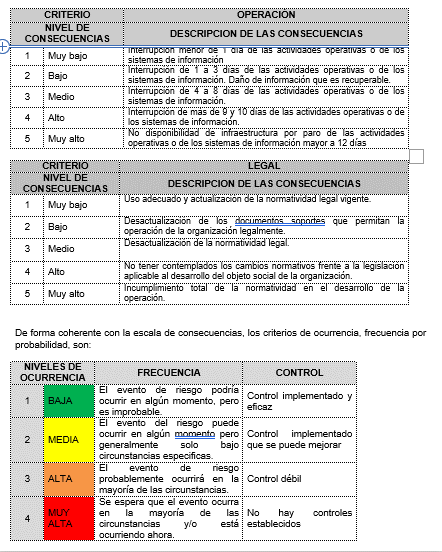 CRITERIO OPERACIÓN
NIVEL DE CONSECUENCIAS DESCRIPCION DE LAS CONSECUENCIAS
1 Muy bajo Interrupción menor de 1 día de las actividades operativas o de los
sistemas de información
2 Bajo Interrupción de 1 a 3 días de las actividades operativas o de los
sistemas de información. Daño de información que es recuperable.
3 Medio Interrupción de 4 a 8 días de las actividades operativas o de los
sistemas de información.
4 Alto Interrupción de mas de 9 y 10 días de las actividades operativas o de
los sistemas de información.
5 Muy alto No disponibilidad de infraestructura por paro de las actividades
operativas o de los sistemas de información mayor a 12 días
CRITERIO LEGAL
NIVEL DE CONSECUENCIAS DESCRIPCION DE LAS CONSECUENCIAS
1 Muy bajo Uso adecuado y actualización de la normatividad legal vigente.
2 Bajo Desactualización de los documentos soportes que permitan la
operación de la organización legalmente.
3 Medio Desactualización de la normatividad legal.
4 Alto No tener contemplados los cambios normativos frente a la legislación
aplicable al desarrollo del objeto social de la organización.
5 Muy alto Incumplimiento total de la normatividad en el desarrollo de la
operación.
De forma coherente con la escala de consecuencias, los criterios de ocurrencia, frecuencia por
probabilidad, son:
NIVELES DE OCURRENCIA FRECUENCIA CONTROL
1 BAJA El evento de riesgo podría
ocurrir en algún momento, pero
es improbable.
Control implementado y
eficaz
2 MEDIA El evento del riesgo puede
ocurrir en algún momento pero
generalmente solo bajo
circunstancias especificas.
Control implementado
que se puede mejorar
3 ALTA El evento de riesgo
probablemente ocurrirá en la
mayoría de las circunstancias.
Control débil
4 MUY ALTA Se espera que el evento ocurra
en la mayoría de las
circunstancias y/o está
ocurriendo ahora.
No hay controles
establecidos